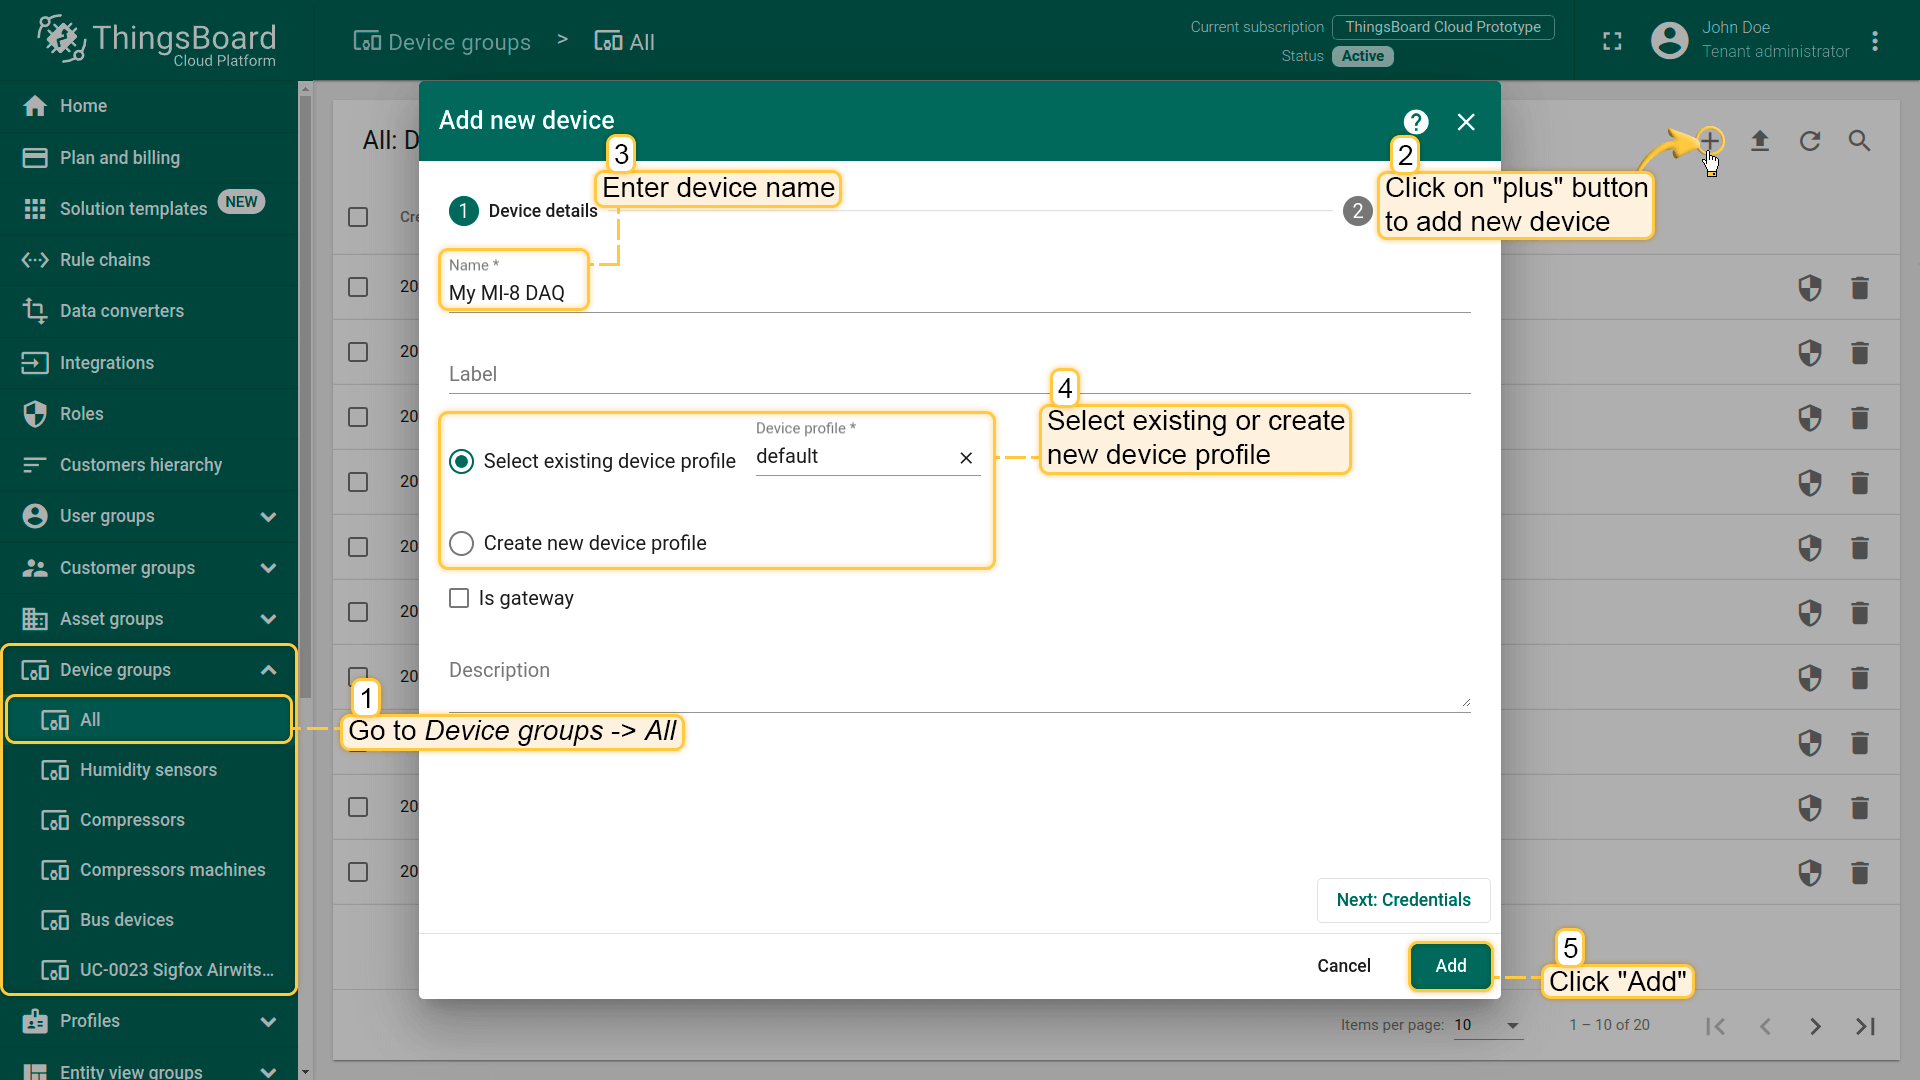 ThingsBoard
Cloud Platform
Device groups > All
Current subscription ThingsBoard Cloud Prototype
Status Active
John Doe
Tenant administrator
Home
Plan and billing
Solution templates NEW
Rule chains
Data converters
Integrations
Roles
Customers hierarchy
User groups
Customer groups
Asset groups
Device groups
All
Humidity sensors
Compressors
Compressors machines
Bus devices
UC-0023 Sigfox Airwits...
Profiles
Entity view groups
All: D
Cre
20
20
20
20
20
20
20
20
20
Add new device
?
3
Enter device name
2
Click on "plus" button
to add new device
1 Device details
2
Name *
My MI-8 DAQ
Label
4
Select existing or create
new device profile
Select existing device profile
Device profile *
default
Create new device profile
Is gateway
Description
1
Go to Device groups -> All
Next: Credentials
Cancel
Add
5
Click "Add"
Items per page: 10
1 – 10 of 20